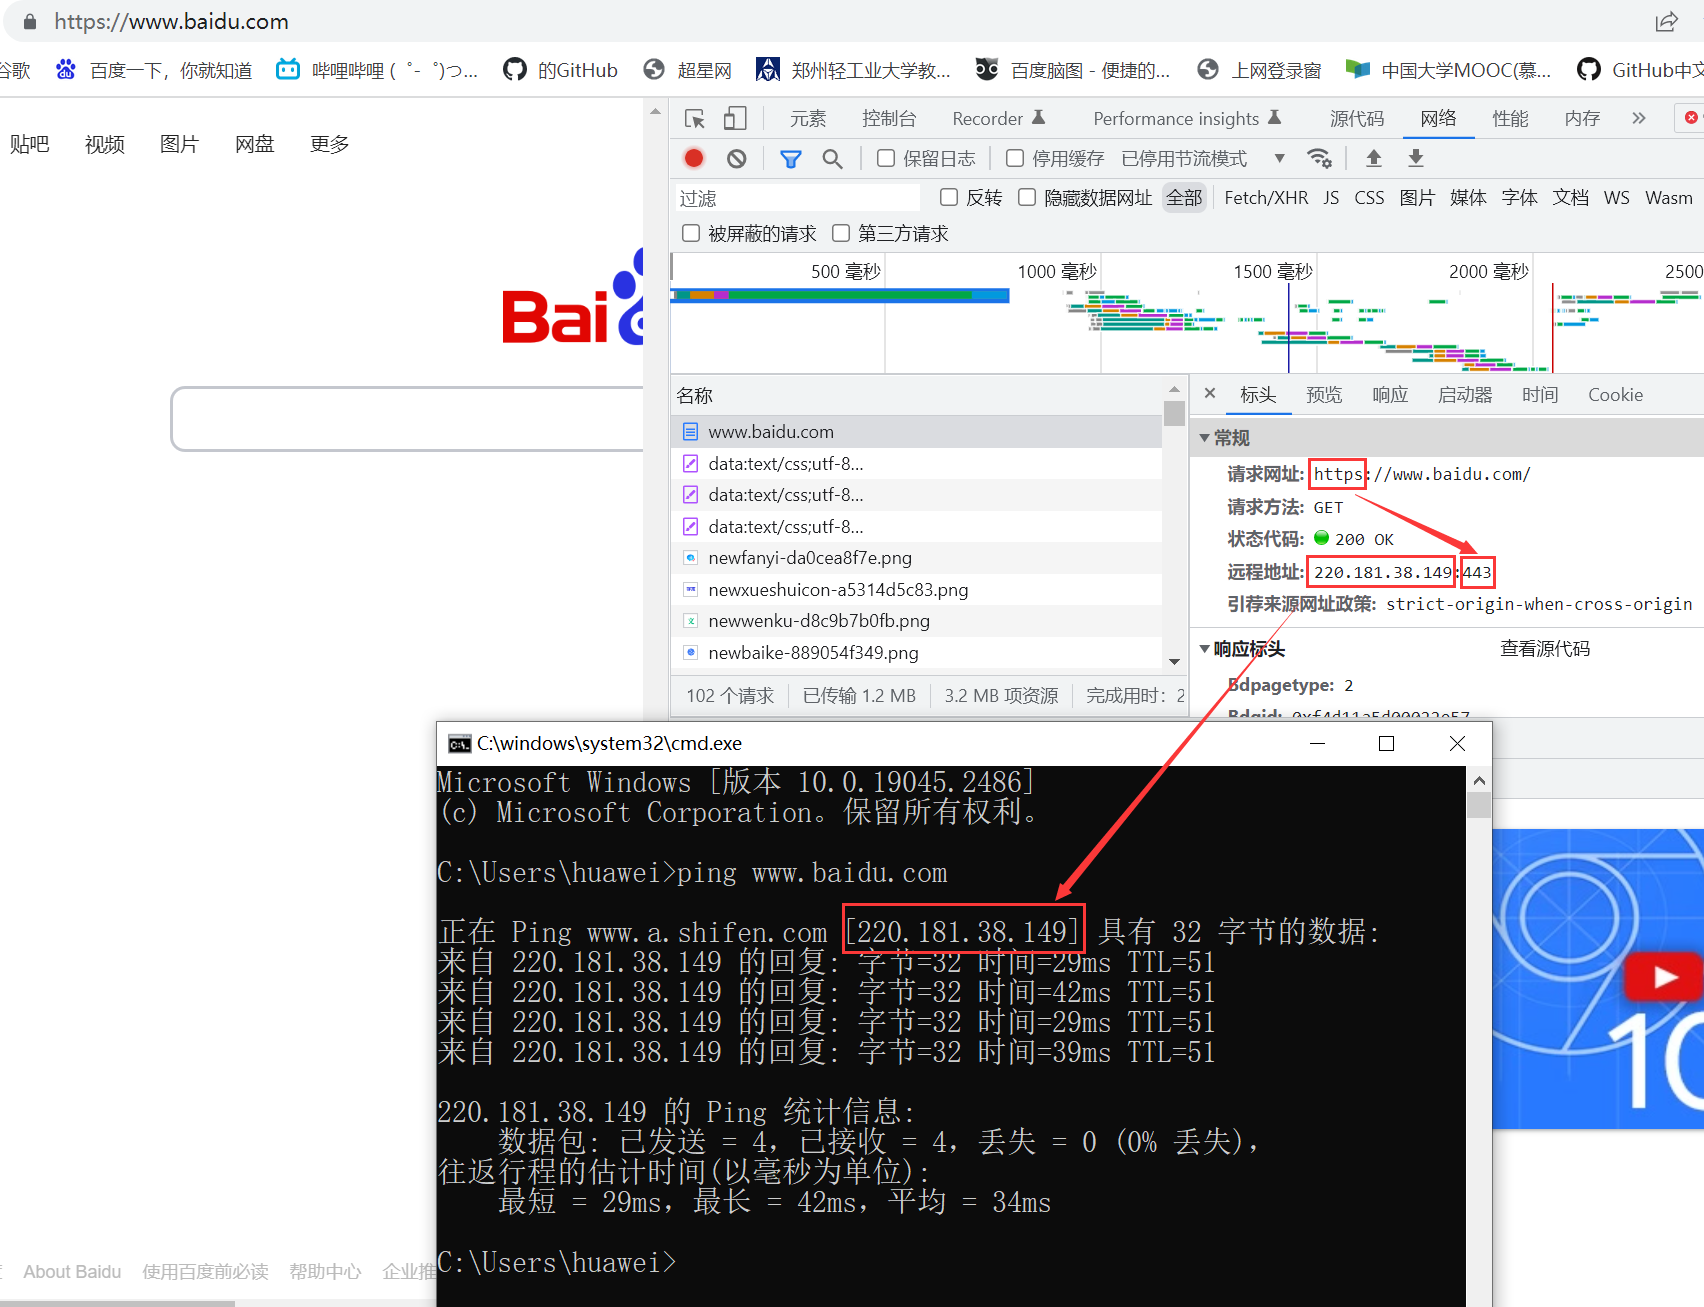 https://www.baidu.com
谷歌 百度一下，你就知道 哔哩哔哩 ( ゜- ゜)つ... 的GitHub 超星网 郑州轻工业大学教... 百度脑图 - 便捷的... 上网登录窗 中国大学MOOC(慕... GitHub中文
贴吧 视频 图片 网盘 更多
Bai
du
元素 控制台 Recorder Performance insights 源代码 网络 性能 内存 »
保留日志 停用缓存 已停用节流模式
过滤 反转 隐藏数据网址 全部 Fetch/XHR JS CSS 图片 媒体 字体 文档 WS Wasm
被屏蔽的请求 第三方请求
500 毫秒 1000 毫秒 1500 毫秒 2000 毫秒 2500
名称
www.baidu.com
data:text/css;utf-8...
data:text/css;utf-8...
data:text/css;utf-8...
newfanyi-da0cea8f7e.png
newxueshuicon-a5314d5c83.png
newwenku-d8c9b7b0fb.png
newbaike-889054f349.png
102 个请求 已传输 1.2 MB 3.2 MB 项资源 完成用时： 2
× 标头 预览 响应 启动器 时间 Cookie
常规
请求网址: https://www.baidu.com/
请求方法: GET
状态代码: 200 OK
远程地址: 220.181.38.149:443
引荐来源网址政策: strict-origin-when-cross-origin
响应标头 查看源代码
Bdpagetype: 2
Bdqid: 0xf4d11a5d00022e57
C:\windows\system32\cmd.exe
Microsoft Windows [版本 10.0.19045.2486]
(c) Microsoft Corporation。保留所有权利。
C:\Users\huawei>ping www.baidu.com
正在 Ping www.a.shifen.com [220.181.38.149] 具有 32 字节的数据:
来自 220.181.38.149 的回复: 字节=32 时间=29ms TTL=51
来自 220.181.38.149 的回复: 字节=32 时间=42ms TTL=51
来自 220.181.38.149 的回复: 字节=32 时间=29ms TTL=51
来自 220.181.38.149 的回复: 字节=32 时间=39ms TTL=51
220.181.38.149 的 Ping 统计信息:
数据包: 已发送 = 4，已接收 = 4，丢失 = 0 (0% 丢失)，
往返行程的估计时间(以毫秒为单位):
最短 = 29ms，最长 = 42ms，平均 = 34ms
C:\Users\huawei>
10
About Baidu 使用百度前必读 帮助中心 企业推